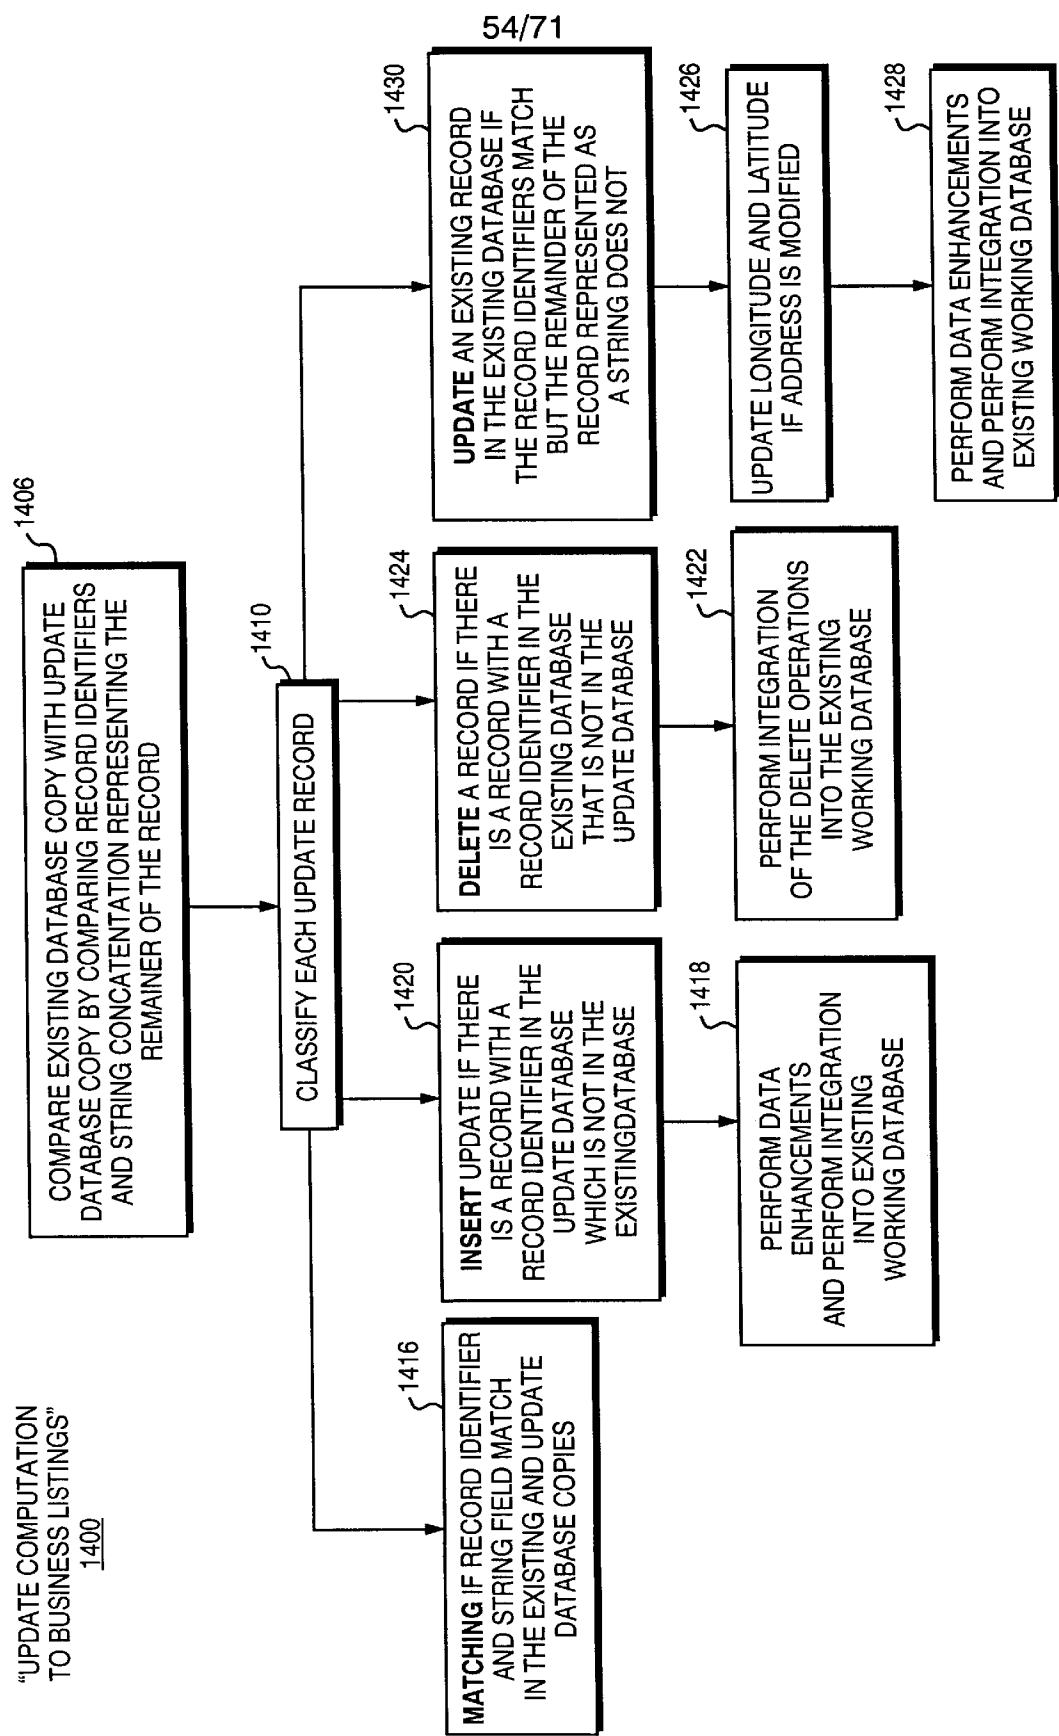 54/71
"UPDATE COMPUTATION
TO BUSINESS LISTINGS"
1400
1406
COMPARE EXISTING DATABASE COPY WITH UPDATE
DATABASE COPY BY COMPARING RECORD IDENTIFIERS
AND STRING CONCATENTATION REPRESENTING THE
REMAINER OF THE RECORD
1410
CLASSIFY EACH UPDATE RECORD
1416
MATCHING IF RECORD IDENTIFIER
AND STRING FIELD MATCH
IN THE EXISTING AND UPDATE
DATABASE COPIES
1420
INSERT UPDATE IF THERE
IS A RECORD WITH A
RECORD IDENTIFIER IN THE
UPDATE DATABASE
WHICH IS NOT IN THE
EXISTINGDATABASE
1418
PERFORM DATA
ENHANCEMENTS
AND PERFORM INTEGRATION
INTO EXISTING
WORKING DATABASE
1424
DELETE A RECORD IF THERE
IS A RECORD WITH A
RECORD IDENTIFIER IN THE
EXISTING DATABASE
THAT IS NOT IN THE
UPDATE DATABASE
1422
PERFORM INTEGRATION
OF THE DELETE OPERATIONS
INTO THE EXISTING
WORKING DATABASE
1430
UPDATE AN EXISTING RECORD
IN THE EXISTING DATABASE IF
THE RECORD IDENTIFIERS MATCH
BUT THE REMAINDER OF THE
RECORD REPRESENTED AS
A STRING DOES NOT
1426
UPDATE LONGITUDE AND LATITUDE
IF ADDRESS IS MODIFIED
1428
PERFORM DATA ENHANCEMENTS
AND PERFORM INTEGRATION INTO
EXISTING WORKING DATABASE